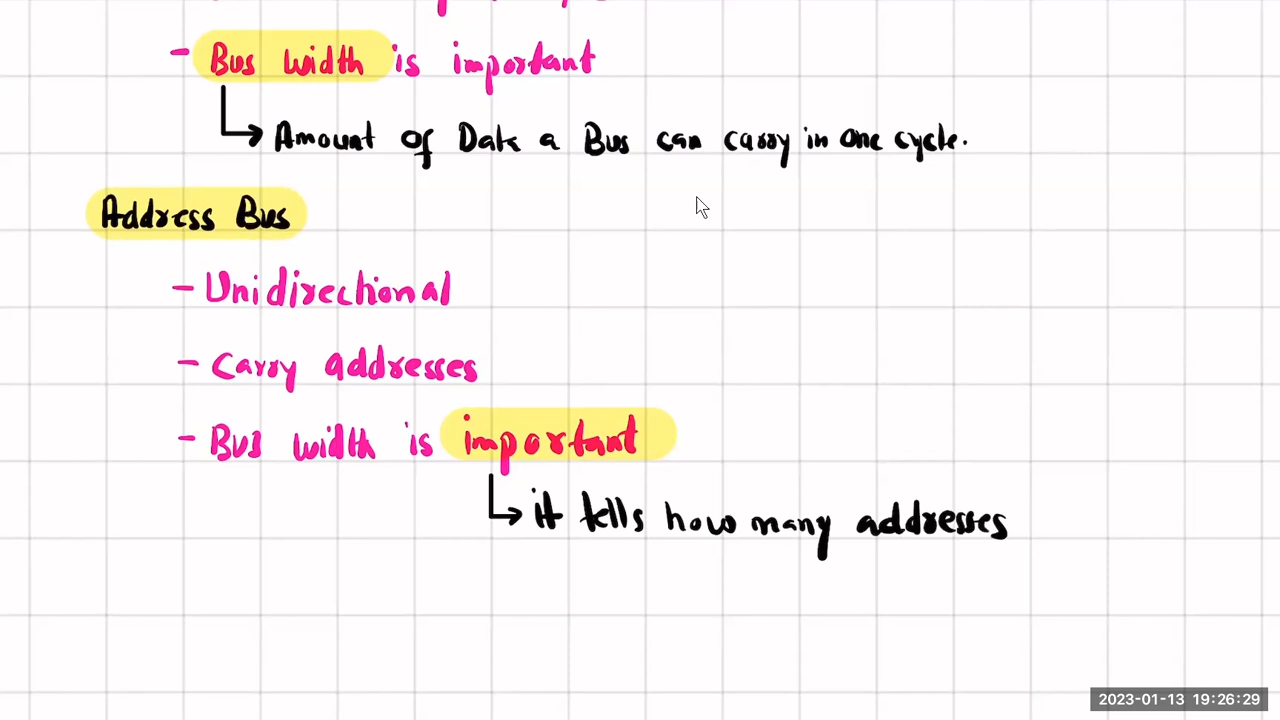 - Bus width is important
Amount of Data a Bus can carry in one cycle.
Address Bus
- Unidirectional
- Carry addresses
- Bus width is important
it tells how many addresses
2023-01-13 19:26:29